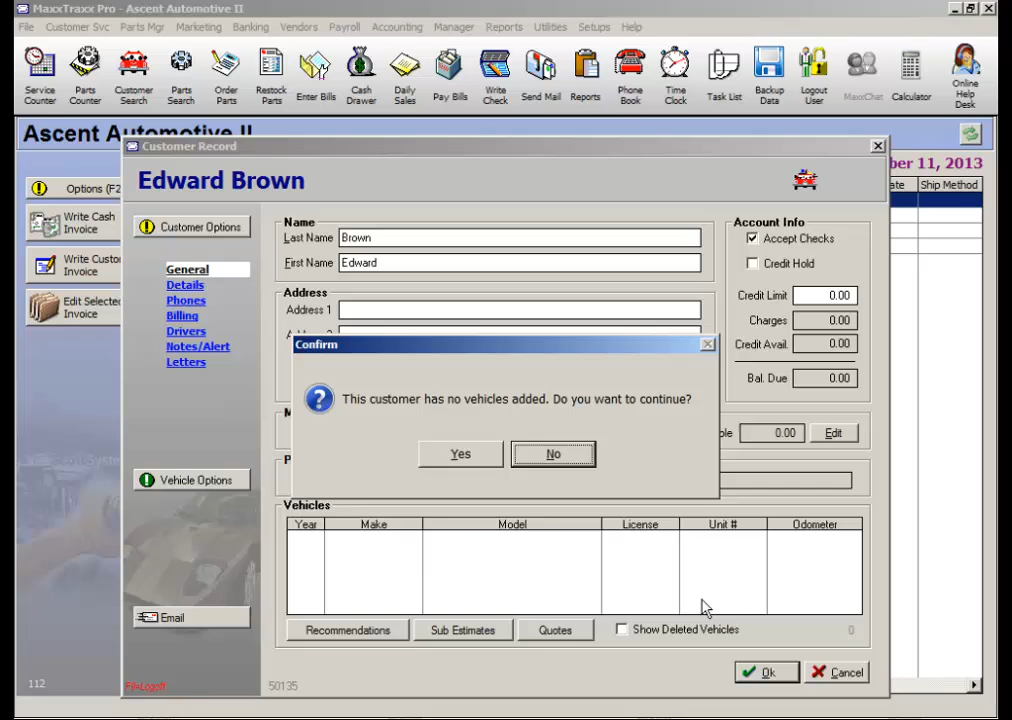 MaxxTraxx Pro - Ascent Automotive II
File Customer Svc Parts Mgr Marketing Banking Vendors Payroll Accounting Manager Reports Utilities Setups Help
Service Counter
Parts Counter
Customer Search
Parts Search
Order Parts
Restock Parts
Enter Bills
Cash Drawer
Daily Sales
Pay Bills
Write Check
Send Mail
Reports
Phone Book
Time Clock
Task List
Backup Data
Logout User
MaxxChat
Calculator
Online Help Desk
Ascent Automotive II
ber 11, 2013
Customer Record
Edward Brown
Options (F2
Write Cash
Invoice
Write Custo
Invoice
Edit Selecte
Invoice
ate Ship Method
Customer Options
General
Details
Phones
Billing
Drivers
Notes/Alert
Letters
Vehicle Options
Email
Name
Last Name Brown
First Name Edward
Address
Address 1
Account Info
Accept Checks
Credit Hold
Credit Limit 0.00
Charges 0.00
Credit Avail. 0.00
Bal. Due 0.00
ple 0.00 Edit
Confirm
This customer has no vehicles added. Do you want to continue?
Yes No
Vehicles
Year Make Model License Unit # Odometer
Recommendations Sub Estimates Quotes Show Deleted Vehicles 0
Ok Cancel
112
F11=Logoff
50135